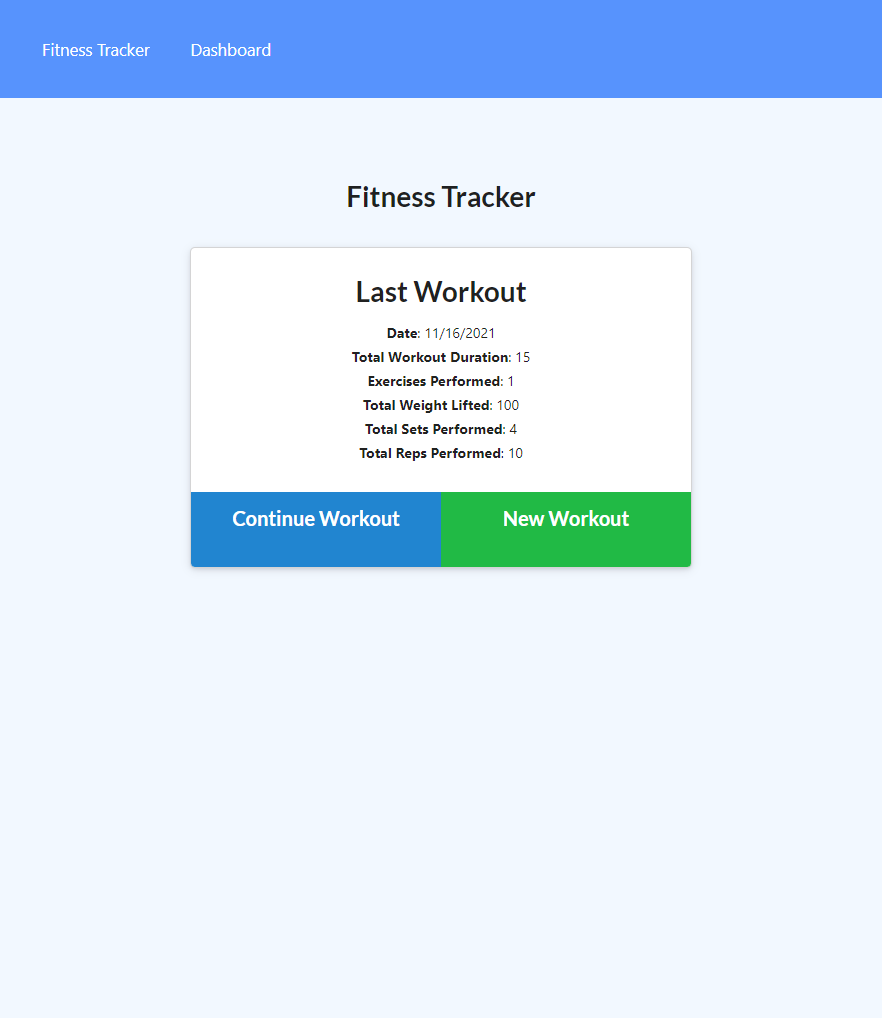 Fitness Tracker Dashboard
Fitness Tracker
Last Workout
Date: 11/16/2021
Total Workout Duration: 15
Exercises Performed: 1
Total Weight Lifted: 100
Total Sets Performed: 4
Total Reps Performed: 10
Continue Workout New Workout